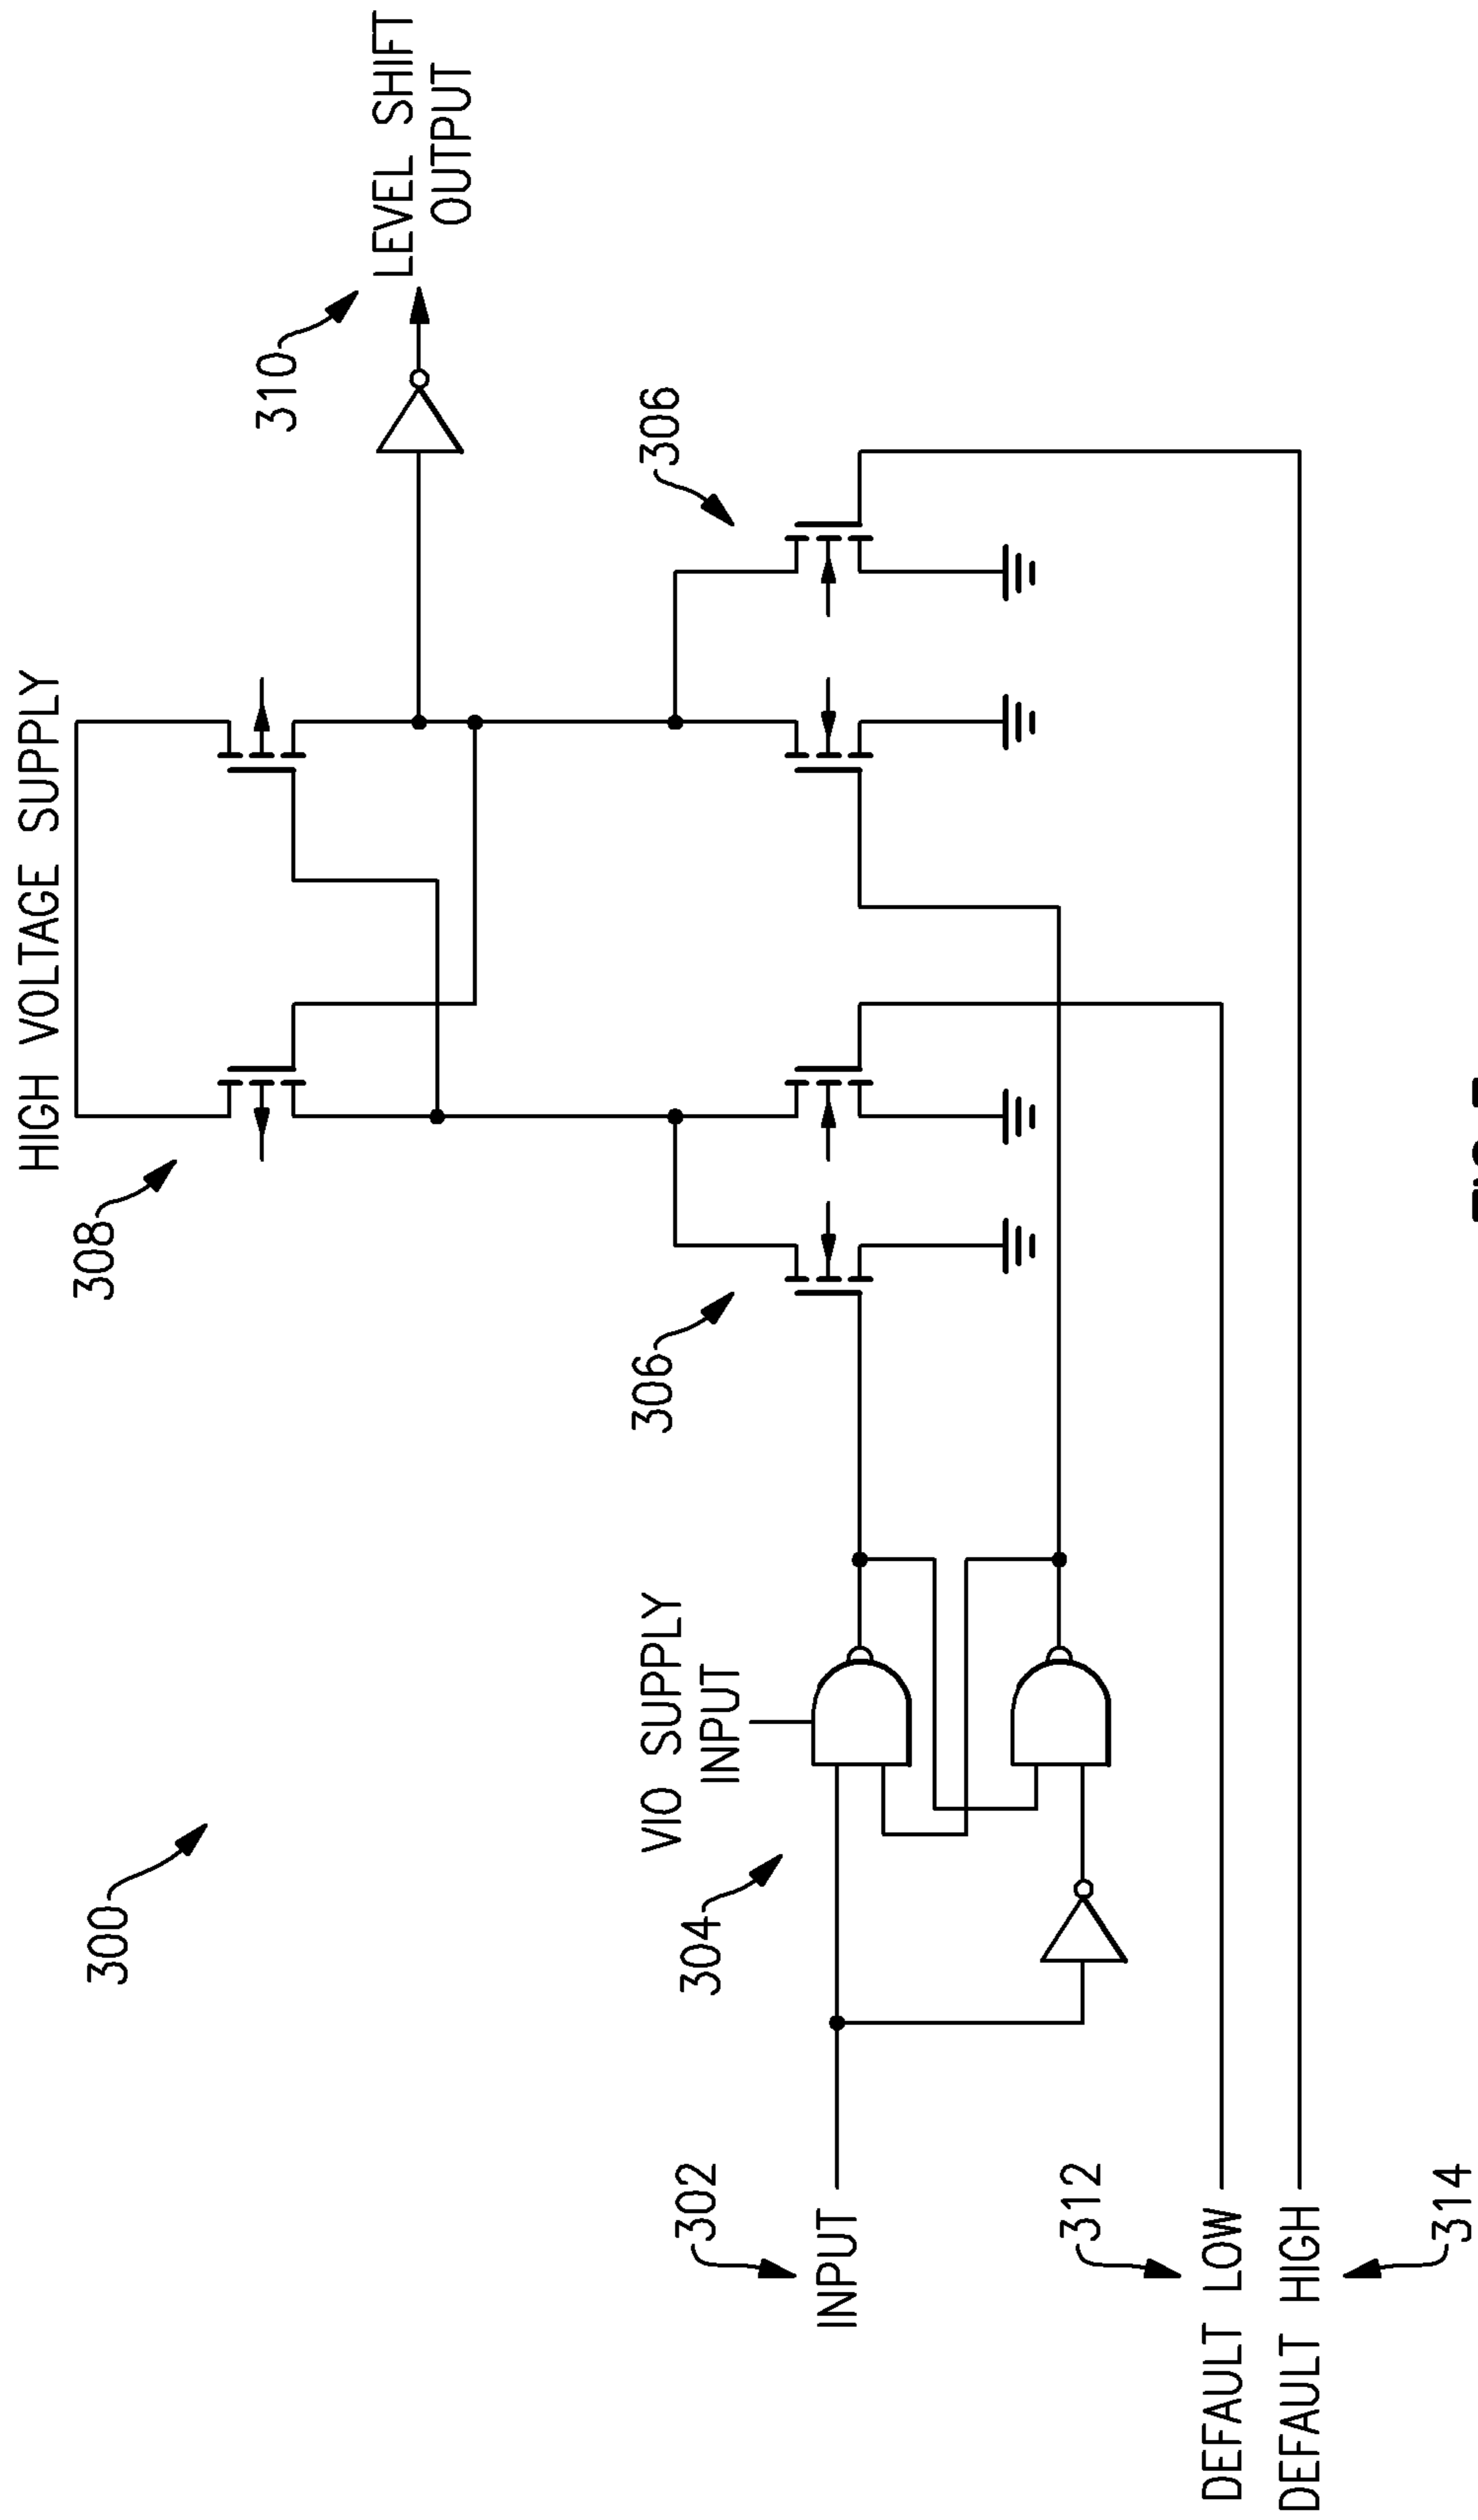 300
HIGH VOLTAGE SUPPLY
308
310
LEVEL SHIFT
OUTPUT
306
306
VIO SUPPLY
INPUT
304
302
INPUT
312
DEFAULT LOW
DEFAULT HIGH
314